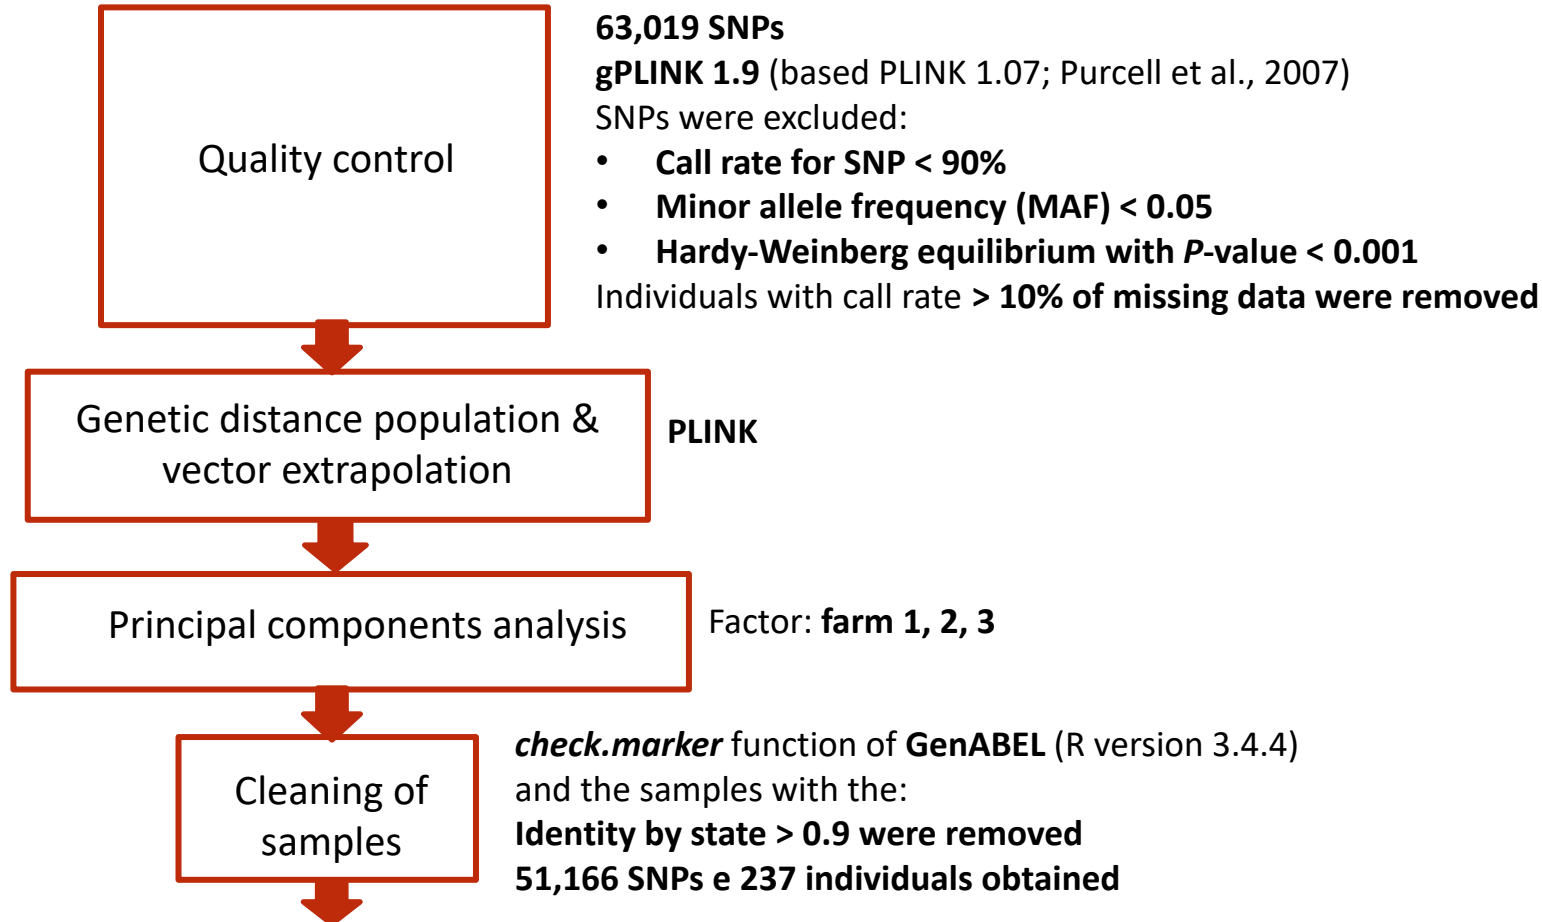 Quality control
63,019 SNPs
gPLINK 1.9 (based PLINK 1.07; Purcell et al., 2007)
SNPs were excluded:
• Call rate for SNP < 90%
• Minor allele frequency (MAF) < 0.05
• Hardy-Weinberg equilibrium with P-value < 0.001
Individuals with call rate > 10% of missing data were removed
Genetic distance population &
vector extrapolation
PLINK
Principal components analysis
Factor: farm 1, 2, 3
Cleaning of
samples
check.marker function of GenABEL (R version 3.4.4)
and the samples with the:
Identity by state > 0.9 were removed
51,166 SNPs e 237 individuals obtained